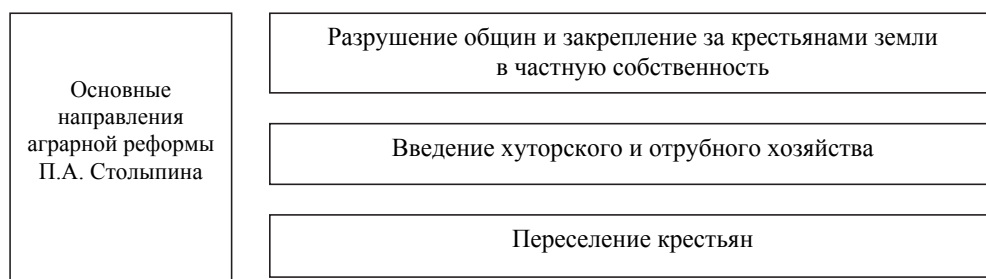 Основные
направления
аграрной реформы
П.А. Столыпина
Разрушение общин и закрепление за крестьянами земли
в частную собственность
Введение хуторского и отрубного хозяйства
Переселение крестьян